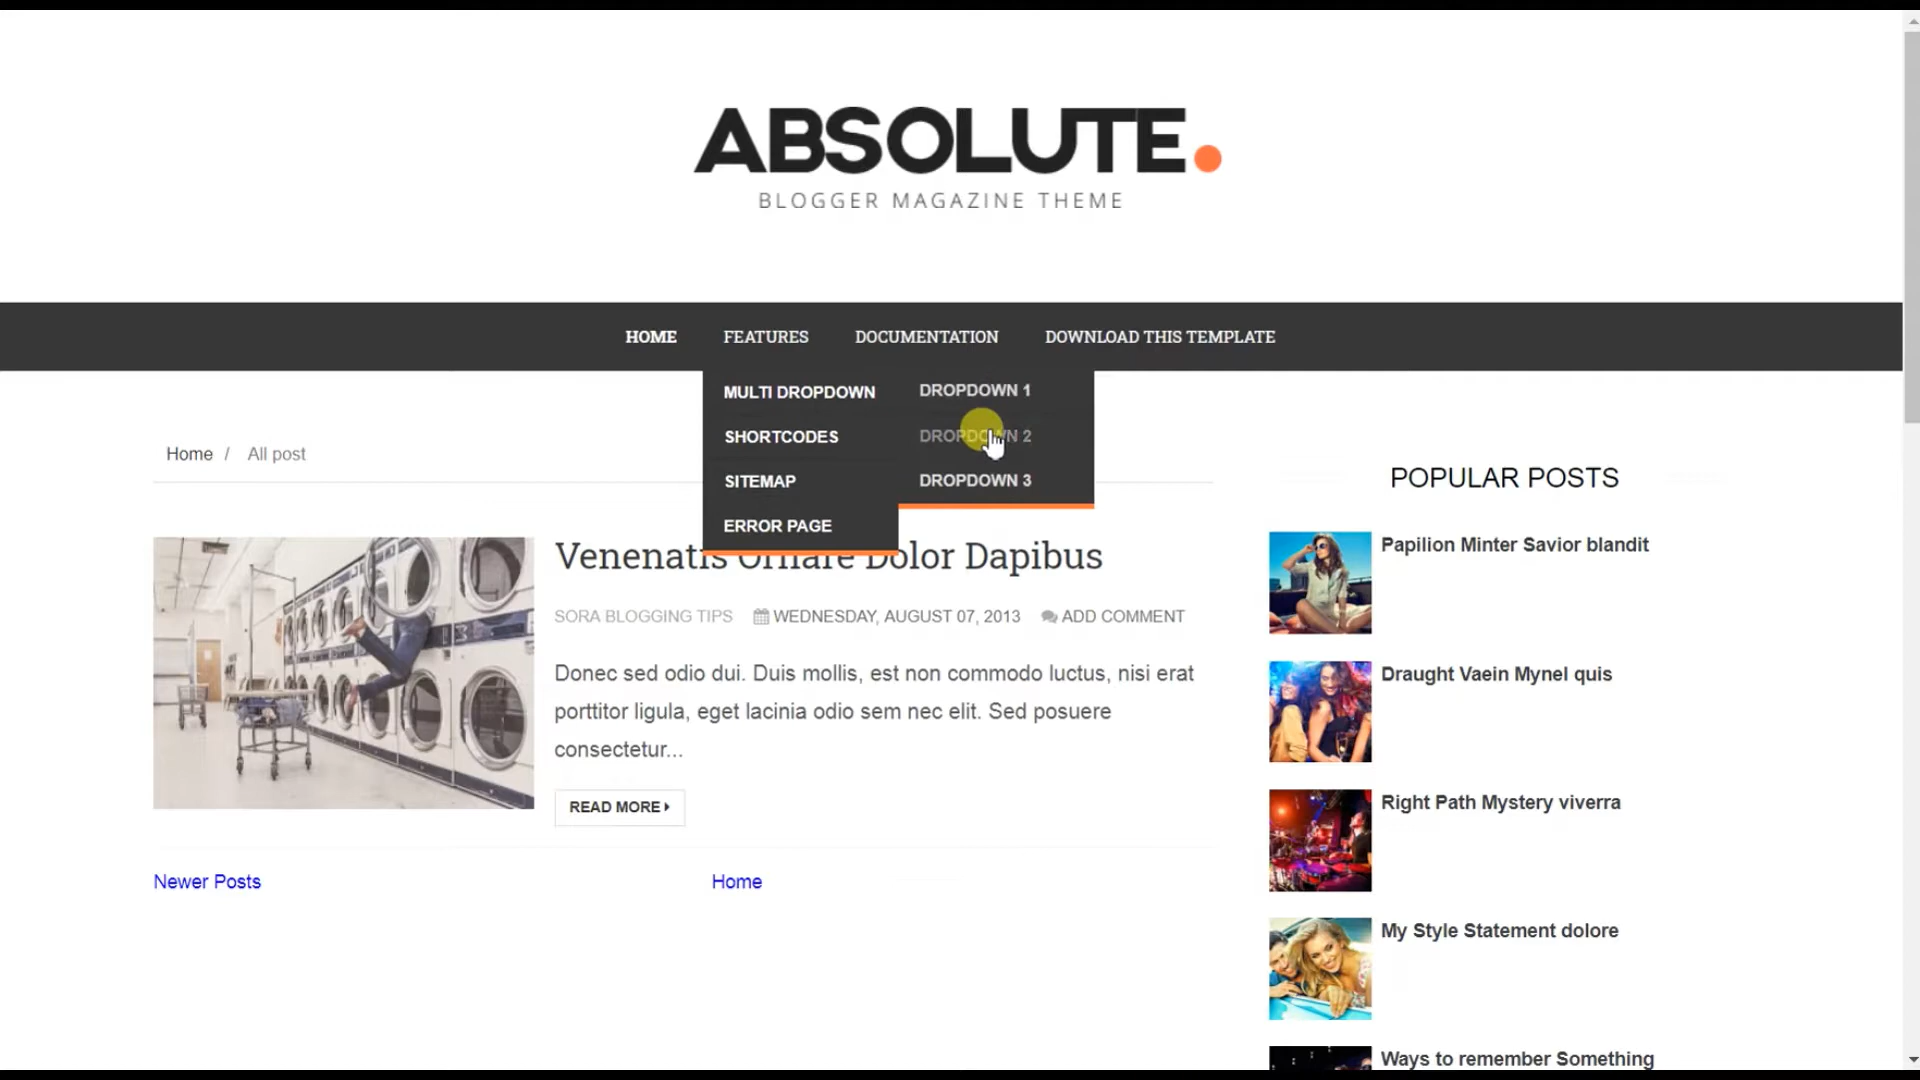 ABSOLUTE.
BLOGGER MAGAZINE THEME
HOME FEATURES DOCUMENTATION DOWNLOAD THIS TEMPLATE
MULTI DROPDOWN
SHORTCODES
SITEMAP
ERROR PAGE
DROPDOWN 1
DROPDOWN 2
DROPDOWN 3
Home / All post
Venenatis Ornare Dolor Dapibus
SORA BLOGGING TIPS WEDNESDAY, AUGUST 07, 2013 ADD COMMENT
Donec sed odio dui. Duis mollis, est non commodo luctus, nisi erat
porttitor ligula, eget lacinia odio sem nec elit. Sed posuere
consectetur...
READ MORE
Newer Posts Home
POPULAR POSTS
Papilion Minter Savior blandit
Draught Vaein Mynel quis
Right Path Mystery viverra
My Style Statement dolore
Ways to remember Something